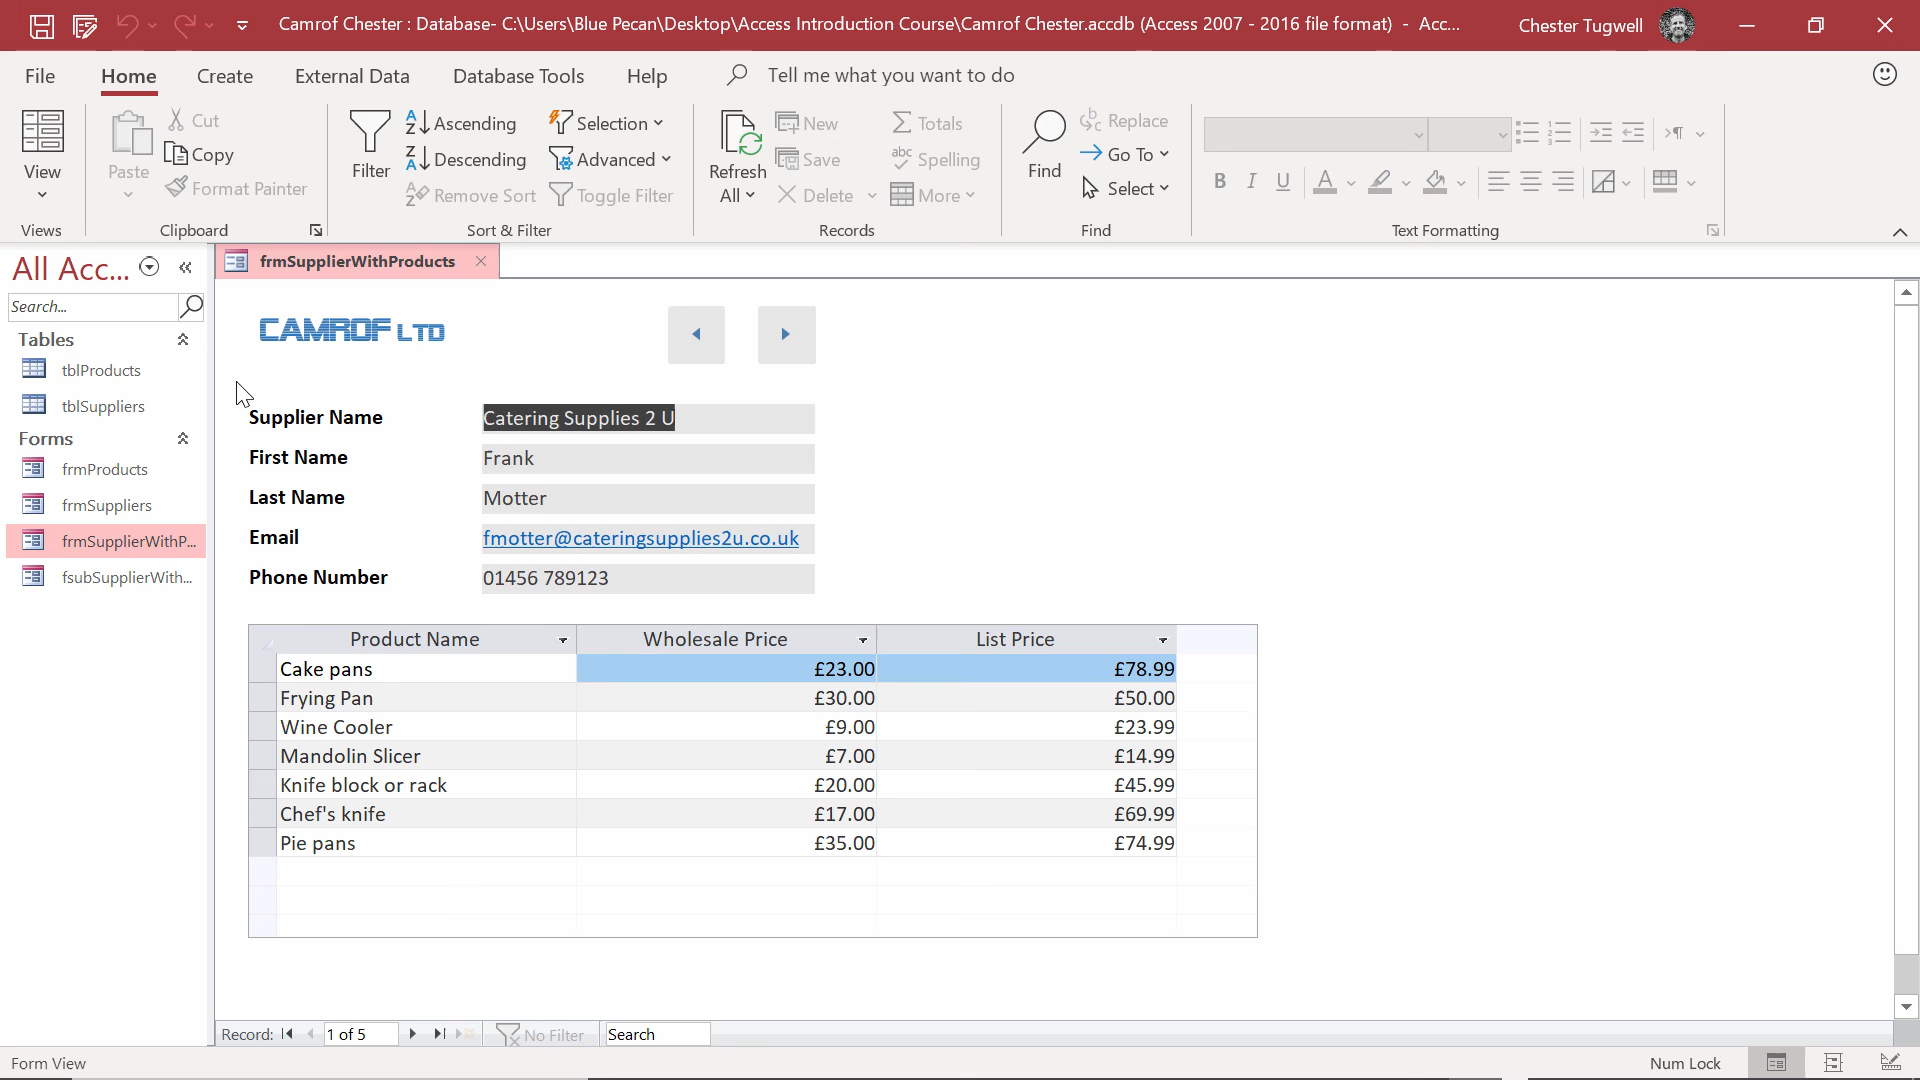 Camrof Chester : Database- C:\Users\Blue Pecan\Desktop\Access Introduction Course\Camrof Chester.accdb (Access 2007 - 2016 file format) - Acc... Chester Tugwell
File Home Create External Data Database Tools Help Tell me what you want to do
View
Views
Paste
Cut
Copy
Format Painter
Clipboard
Filter
Ascending
Descending
Remove Sort
Selection
Advanced
Toggle Filter
Sort & Filter
Refresh
All
New
Save
Delete
Totals
Spelling
More
Records
Find
Replace
Go To
Select
Find
B I U
Text Formatting
All Acc...
Search...
Tables
tblProducts
tblSuppliers
Forms
frmProducts
frmSuppliers
frmSupplierWithP...
fsubSupplierWith...
frmSupplierWithProducts
CAMROF LTD
Supplier Name Catering Supplies 2 U
First Name Frank
Last Name Motter
Email fmotter@cateringsupplies2u.co.uk
Phone Number 01456 789123
Product Name Wholesale Price List Price
Cake pans £23.00 £78.99
Frying Pan £30.00 £50.00
Wine Cooler £9.00 £23.99
Mandolin Slicer £7.00 £14.99
Knife block or rack £20.00 £45.99
Chef's knife £17.00 £69.99
Pie pans £35.00 £74.99
Record: 1 of 5 No Filter Search
Form View Num Lock